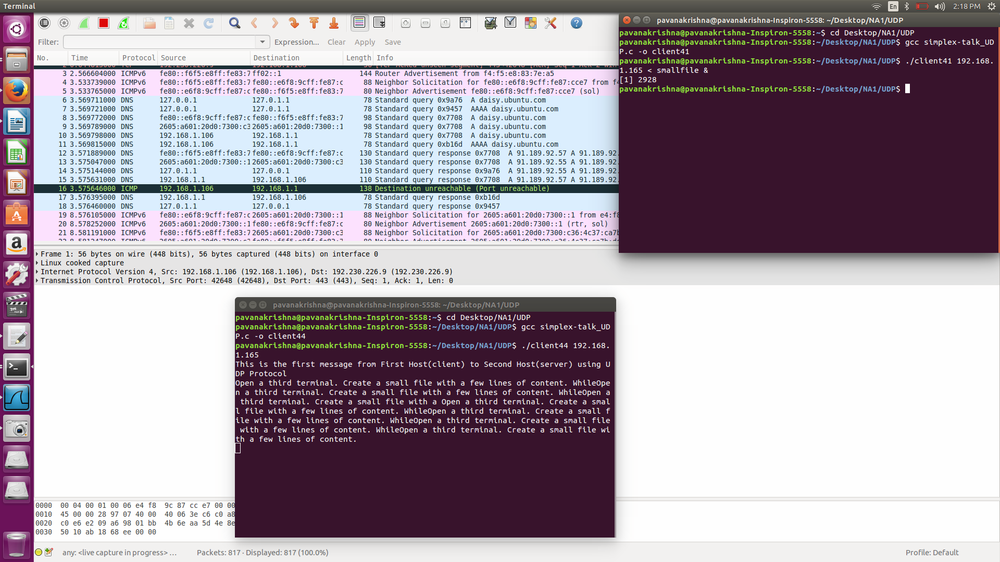 Terminal
En
2:18 PM
Filter:
Expression... Clear Apply Save
No. Time Protocol Source Destination Length Info
3 2.566604000 ICMPv6 fe80::f6f5:e8ff:fe83:7 ff02::1 144 Router Advertisement from f4:f5:e8:83:7e:a5
4 3.533739000 ICMPv6 fe80::e6f8:9cff:fe87:c fe80::e6f8:9cff:fe87:c 88 Neighbor Solicitation for fe80::e6f8:9cff:fe87:cce7 from f4
5 3.533765000 ICMPv6 fe80::e6f8:9cff:fe87:c fe80::f6f5:e8ff:fe83:7 80 Neighbor Advertisement fe80::e6f8:9cff:fe87:cce7 (sol)
6 3.569711000 DNS 127.0.0.1 127.0.1.1 78 Standard query 0x9a76 A daisy.ubuntu.com
7 3.569721000 DNS 127.0.0.1 127.0.1.1 78 Standard query 0x9457 AAAA daisy.ubuntu.com
8 3.569772000 DNS fe80::e6f8:9cff:fe87:c fe80::f6f5:e8ff:fe83:7 98 Standard query 0x7708 A daisy.ubuntu.com
9 3.569789000 DNS 2605:a601:20d0:7300:c3 2605:a601:20d0:7300::1 98 Standard query 0x7708 A daisy.ubuntu.com
10 3.569798000 DNS 192.168.1.106 192.168.1.1 78 Standard query 0x7708 A daisy.ubuntu.com
11 3.569815000 DNS 192.168.1.106 192.168.1.1 78 Standard query 0xb16d AAAA daisy.ubuntu.com
12 3.571889000 DNS fe80::f6f5:e8ff:fe83:7 fe80::e6f8:9cff:fe87:c 130 Standard query response 0x7708 A 91.189.92.57 A 91.189.92.
13 3.575047000 DNS 2605:a601:20d0:7300::1 2605:a601:20d0:7300:c3 130 Standard query response 0x7708 A 91.189.92.55 A 91.189.92.
14 3.575144000 DNS 127.0.1.1 127.0.0.1 110 Standard query response 0x9a76 A 91.189.92.55 A 91.189.92.
15 3.575631000 DNS 192.168.1.1 192.168.1.106 110 Standard query response 0x7708 A 91.189.92.55 A 91.189.92.
16 3.575646000 ICMP 192.168.1.106 192.168.1.1 138 Destination unreachable (Port unreachable)
17 3.576395000 DNS 192.168.1.1 192.168.1.106 78 Standard query response 0xb16d
18 3.576460000 DNS 127.0.1.1 127.0.0.1 78 Standard query response 0x9457
19 8.576105000 ICMPv6 fe80::e6f8:9cff:fe87:c 2605:a601:20d0:7300::1 88 Neighbor Solicitation for 2605:a601:20d0:7300::1 from e4:f8
20 8.578252000 ICMPv6 2605:a601:20d0:7300::1 fe80::e6f8:9cff:fe87:c 80 Neighbor Advertisement 2605:a601:20d0:7300::1 (rtr, sol)
21 8.581191000 ICMPv6 fe80::f6f5:e8ff:fe83:7 2605:a601:20d0:7300:c3 88 Neighbor Solicitation for 2605:a601:20d0:7300:c36:4c37:ca7b
Frame 1: 56 bytes on wire (448 bits), 56 bytes captured (448 bits) on interface 0
Linux cooked capture
Internet Protocol Version 4, Src: 192.168.1.106 (192.168.1.106), Dst: 192.230.226.9 (192.230.226.9)
Transmission Control Protocol, Src Port: 42648 (42648), Dst Port: 443 (443), Seq: 1, Ack: 1, Len: 0
0000 00 04 00 01 00 06 e4 f8 9c 87 cc e7 00 00
0010 45 00 00 28 97 07 40 00 40 06 3e c6 c0 a8
0020 c0 e6 e2 09 a6 98 01 bb 4b 6e aa 5d 4e 8e
0030 50 10 ab 18 68 ee 00 00
any: <live capture in progress> ... Packets: 817 · Displayed: 817 (100.0%) Profile: Default
pavanakrishna@pavanakrishna-Inspiron-5558: ~/Desktop/NA1/UDP
pavanakrishna@pavanakrishna-Inspiron-5558:~$ cd Desktop/NA1/UDP
pavanakrishna@pavanakrishna-Inspiron-5558:~/Desktop/NA1/UDP$ gcc simplex-talk_UD
P.c -o client41
pavanakrishna@pavanakrishna-Inspiron-5558:~/Desktop/NA1/UDP$ ./client41 192.168.
1.165 < smallfile &
[1] 2928
pavanakrishna@pavanakrishna-Inspiron-5558:~/Desktop/NA1/UDP$
pavanakrishna@pavanakrishna-Inspiron-5558: ~/Desktop/NA1/UDP
pavanakrishna@pavanakrishna-Inspiron-5558:~$ cd Desktop/NA1/UDP
pavanakrishna@pavanakrishna-Inspiron-5558:~/Desktop/NA1/UDP$ gcc simplex-talk_UD
P.c -o client44
pavanakrishna@pavanakrishna-Inspiron-5558:~/Desktop/NA1/UDP$ ./client44 192.168.
1.165
This is the first message from First Host(client) to Second Host(server) using U
DP Protocol
Open a third terminal. Create a small file with a few lines of content. WhileOpe
n a third terminal. Create a small file with a few lines of content. WhileOpen a
 third terminal. Create a small file with a Open a third terminal. Create a smal
l file with a few lines of content. WhileOpen a third terminal. Create a small f
ile with a few lines of content. WhileOpen a third terminal. Create a small file
 with a few lines of content. WhileOpen a third terminal. Create a small file wi
th a few lines of content.